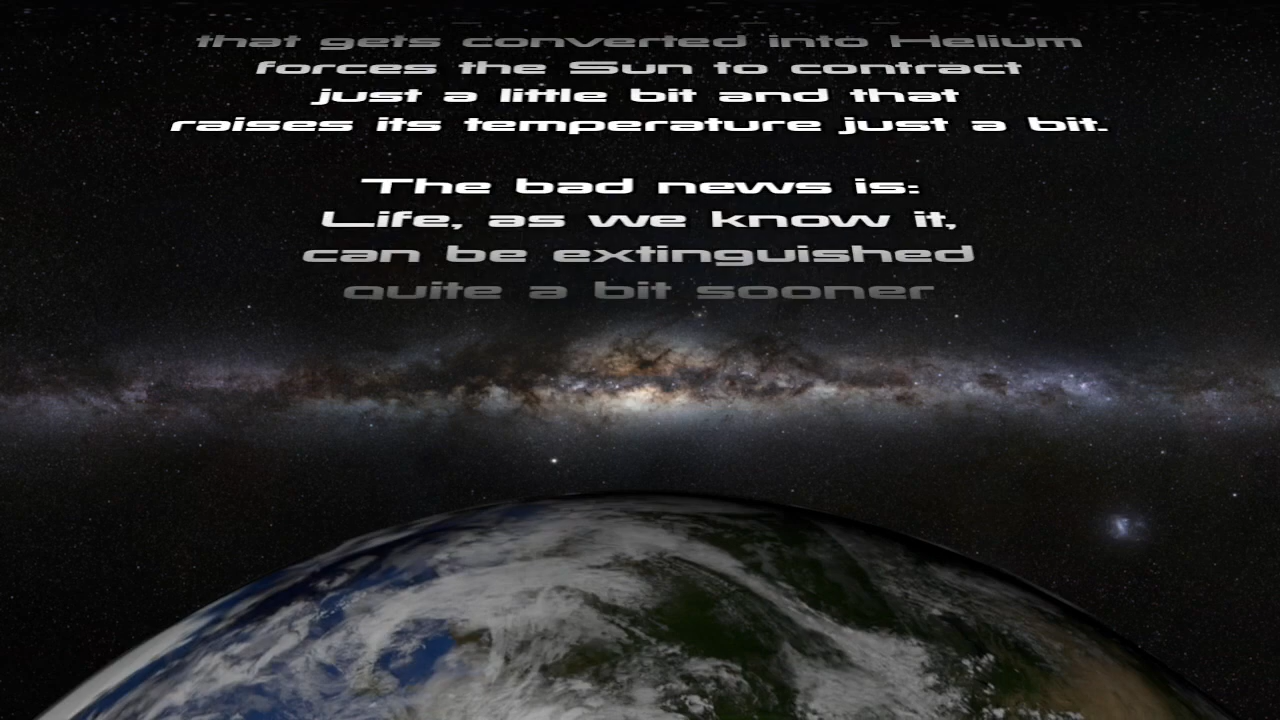 that gets converted into Helium
forces the Sun to contract
just a little bit and that
raises its temperature just a bit.
The bad news is:
Life, as we know it,
can be extinguished
quite a bit sooner